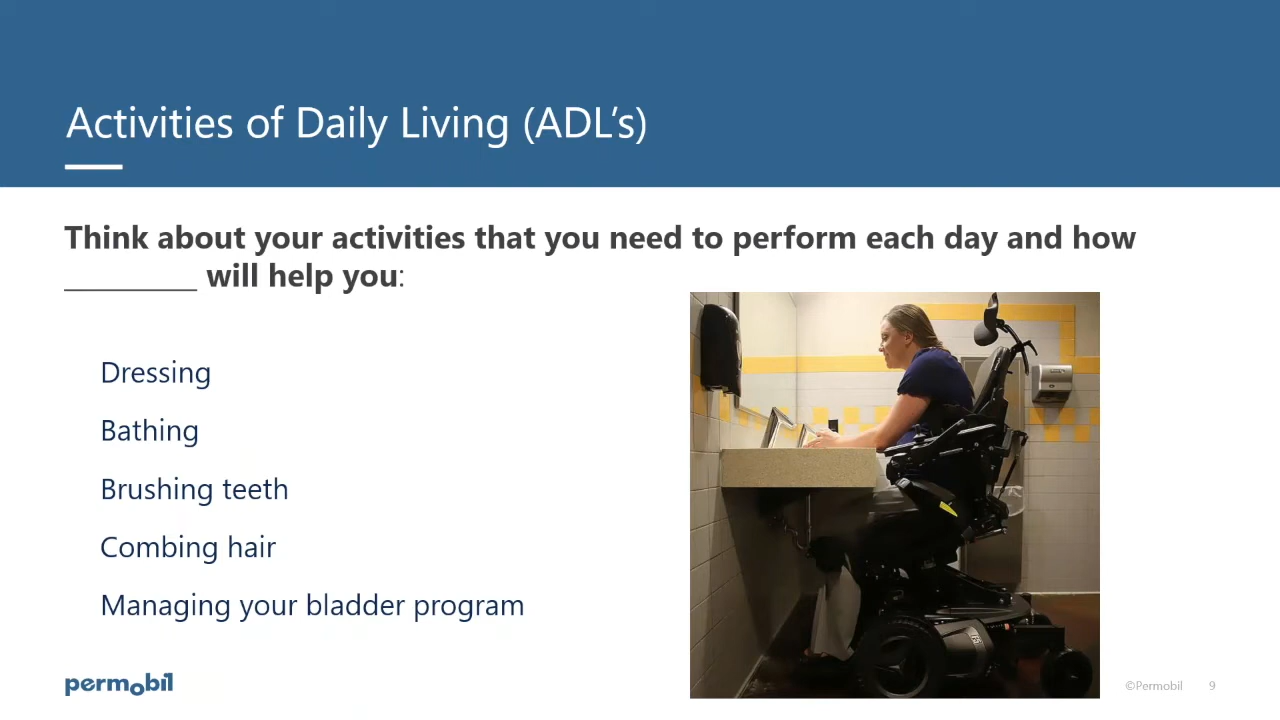 Activities of Daily Living (ADL’s)
Think about your activities that you need to perform each day and how
__________ will help you:
Dressing
Bathing
Brushing teeth
Combing hair
Managing your bladder program
permobil
©Permobil 9